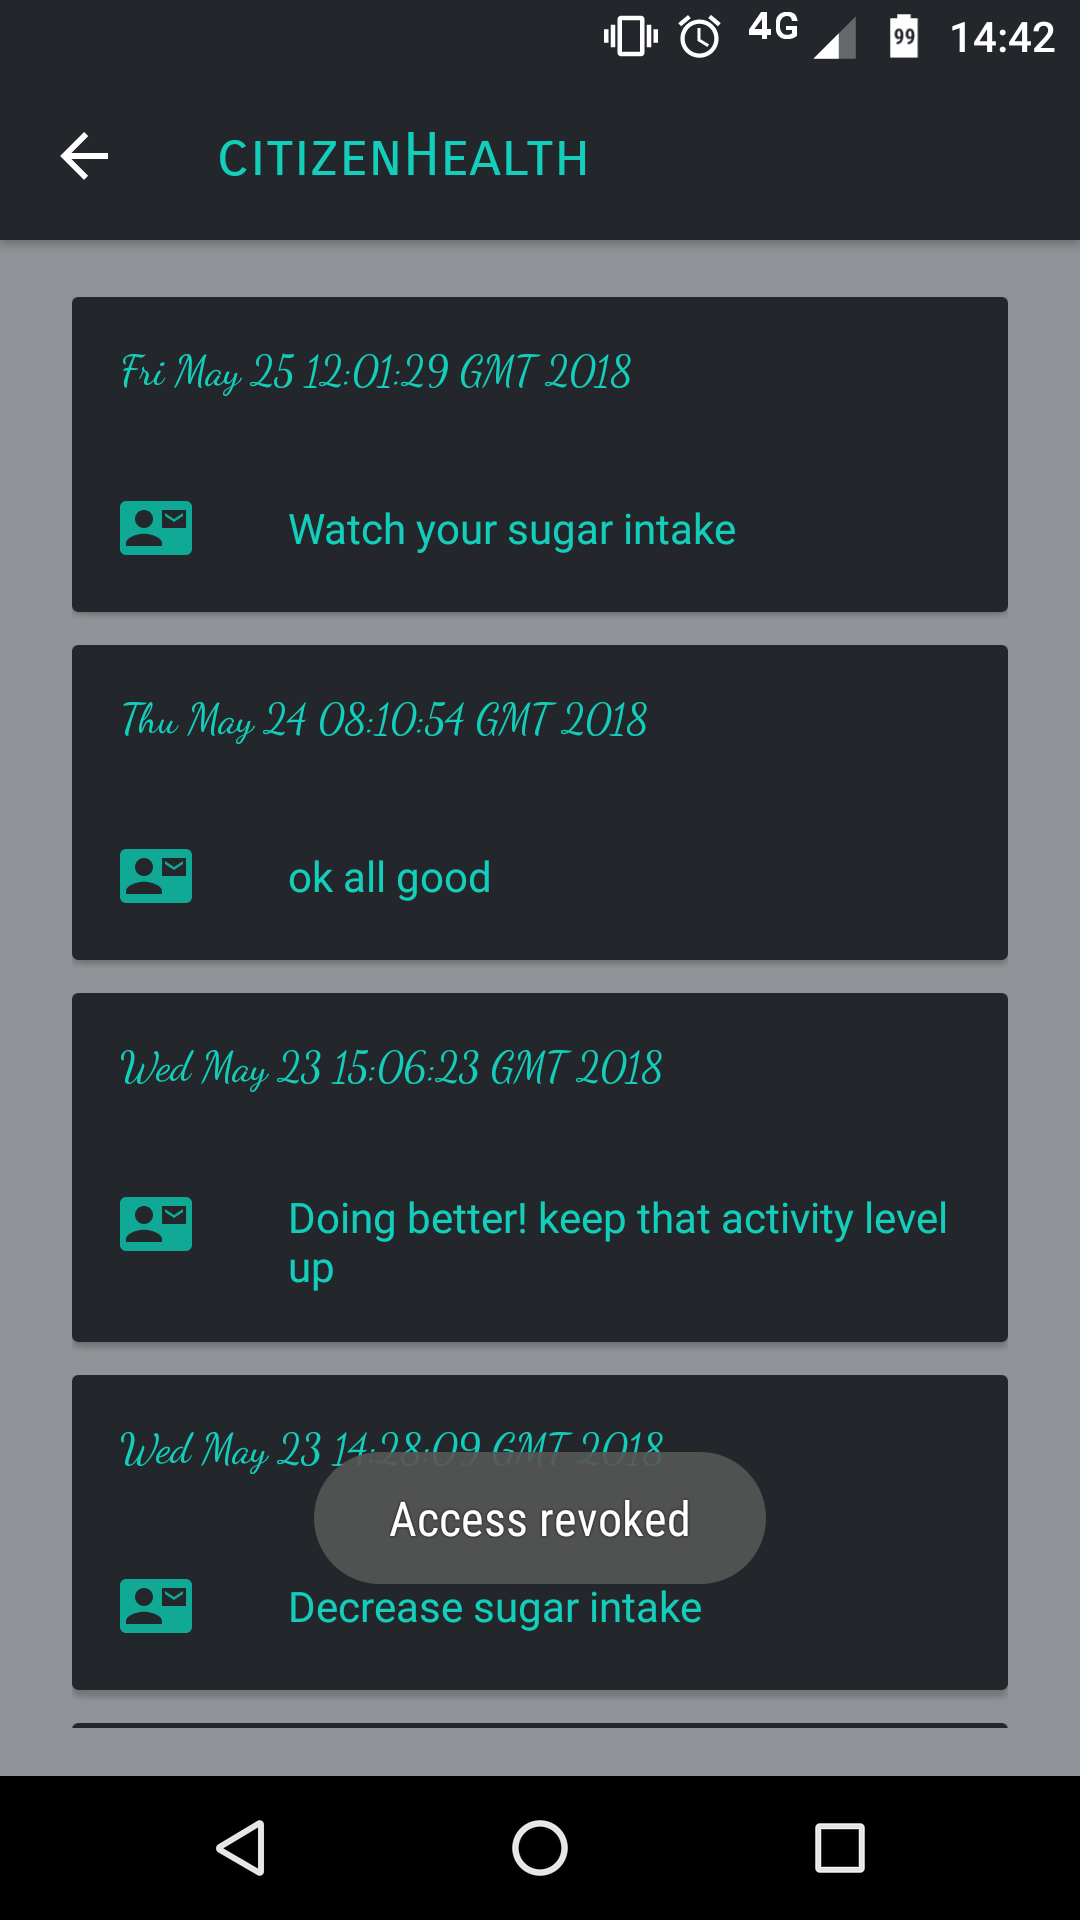 4G 99 14:42
CITIZENHEALTH
Fri May 25 12:01:29 GMT 2018
Watch your sugar intake
Thu May 24 08:10:54 GMT 2018
ok all good
Wed May 23 15:06:23 GMT 2018
Doing better! keep that activity level
up
Wed May 23 14:28:09 GMT 2018
Access revoked
Decrease sugar intake